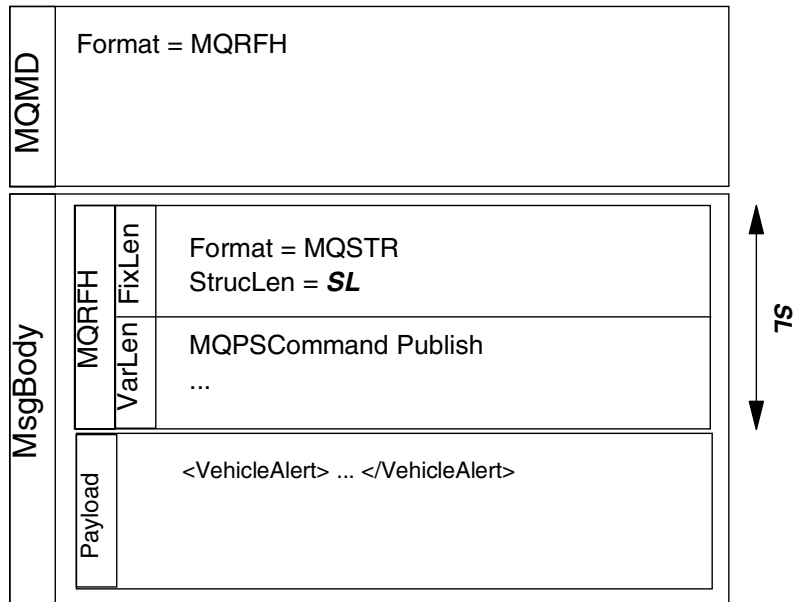 MQMD
Format = MQRFH
MsgBody
MQRFH
FixLen
Format = MQSTR
StrucLen = SL
VarLen
MQPSCommand Publish
...
SL
Payload
<VehicleAlert> ... </VehicleAlert>